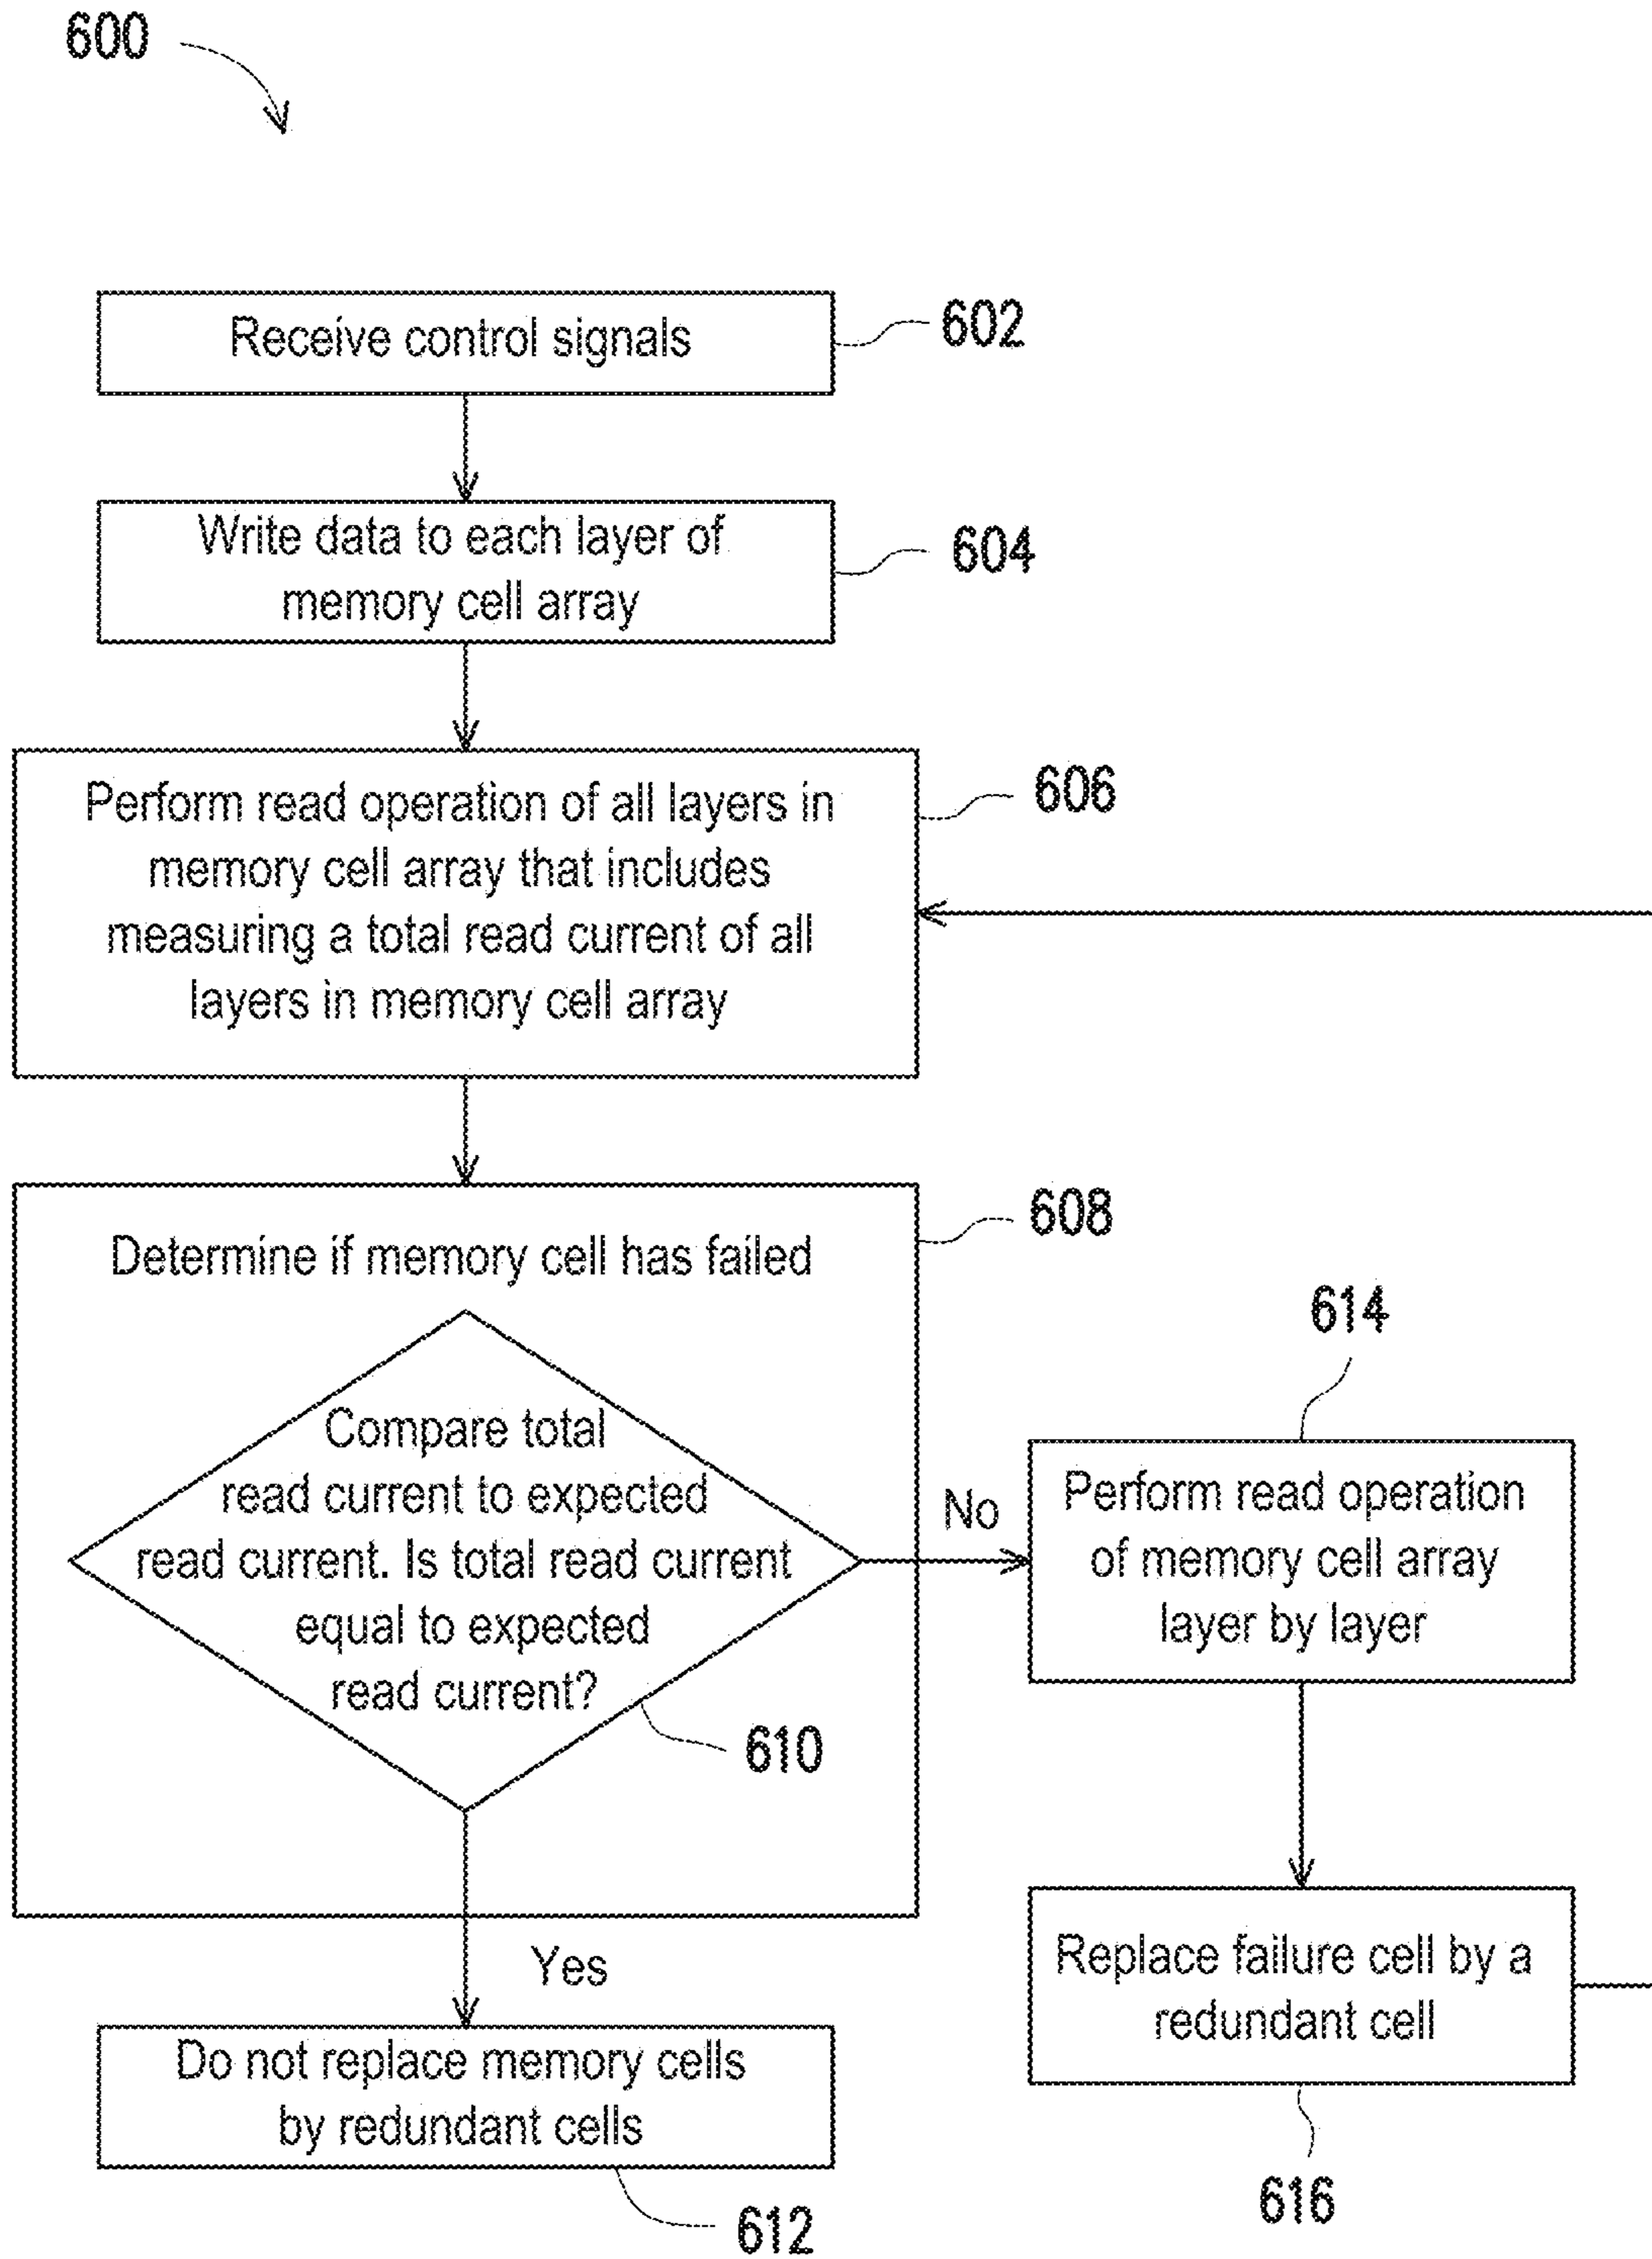 600
Receive control signals
602
Write data to each layer of
memory cell array
604
Perform read operation of all layers in
memory cell array that includes
measuring a total read current of all
layers in memory cell array
606
Determine if memory cell has failed
608
Compare total
read current to expected
read current. Is total read current
equal to expected
read current?
610
No
614
Perform read operation
of memory cell array
layer by layer
Yes
Replace failure cell by a
redundant cell
616
Do not replace memory cells
by redundant cells
612